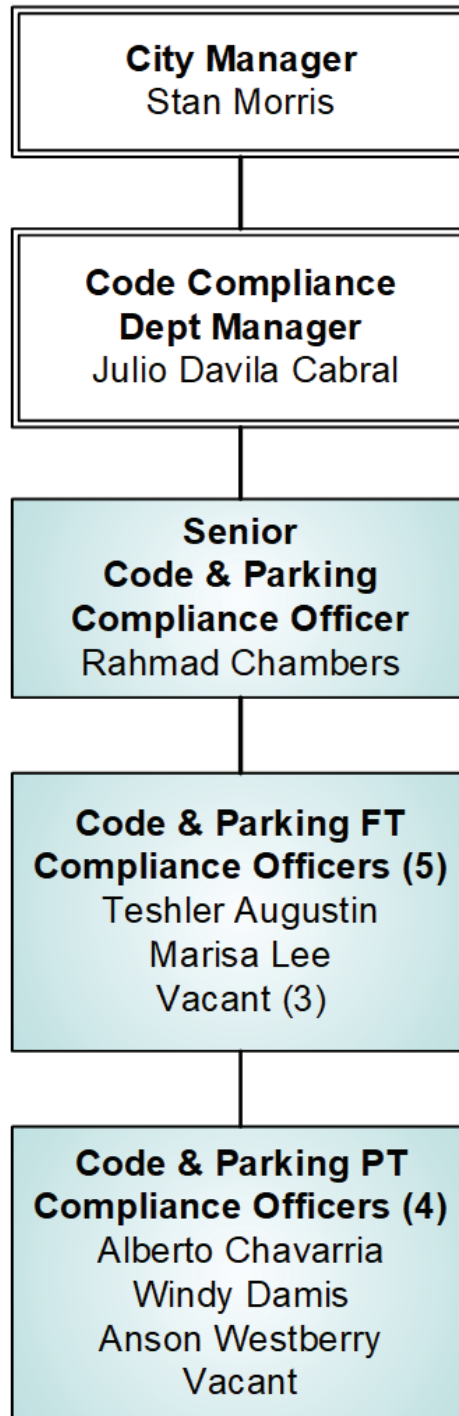 City Manager
Stan Morris
Code Compliance
Dept Manager
Julio Davila Cabral
Senior
Code & Parking
Compliance Officer
Rahmad Chambers
Code & Parking FT
Compliance Officers (5)
Teshler Augustin
Marisa Lee
Vacant (3)
Code & Parking PT
Compliance Officers (4)
Alberto Chavarria
Windy Damis
Anson Westberry
Vacant